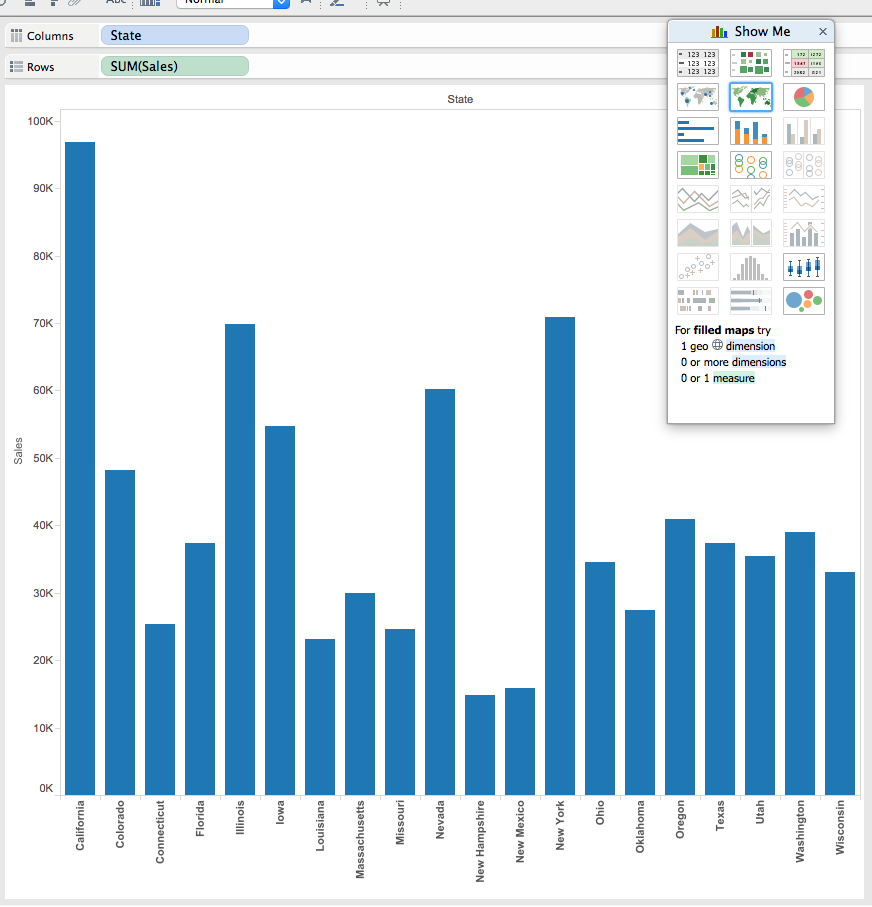 Abc
Normal
Columns
State
Rows
SUM(Sales)
Show Me
State
100K
90K
80K
70K
60K
50K
40K
30K
20K
10K
0K
Sales
California
Colorado
Connecticut
Florida
Illinois
Iowa
Louisiana
Massachusetts
Missouri
Nevada
New Hampshire
New Mexico
New York
Ohio
Oklahoma
Oregon
Texas
Utah
Washington
Wisconsin
123 123
123 123
123 123
For filled maps try
1 geo dimension
0 or more dimensions
0 or 1 measure